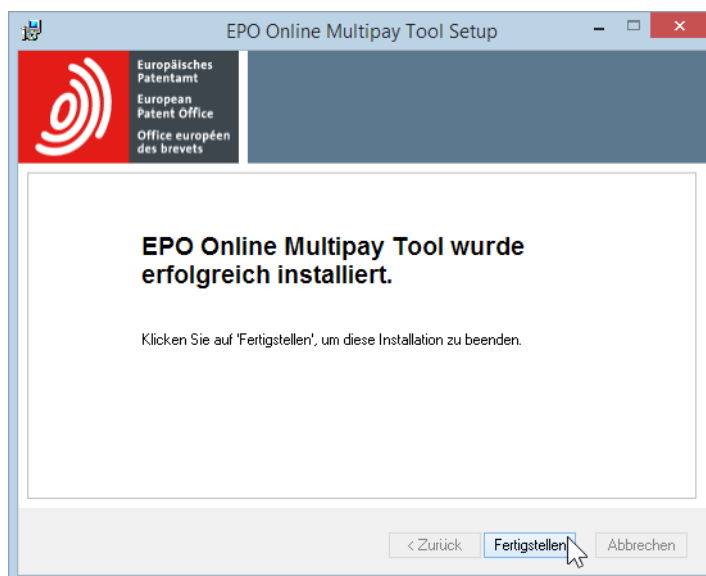 EPO Online Multipay Tool Setup
Europäisches
Patentamt
European
Patent Office
Office européen
des brevets
EPO Online Multipay Tool wurde
erfolgreich installiert.
Klicken Sie auf 'Fertigstellen', um diese Installation zu beenden.
< Zurück Fertigstellen Abbrechen